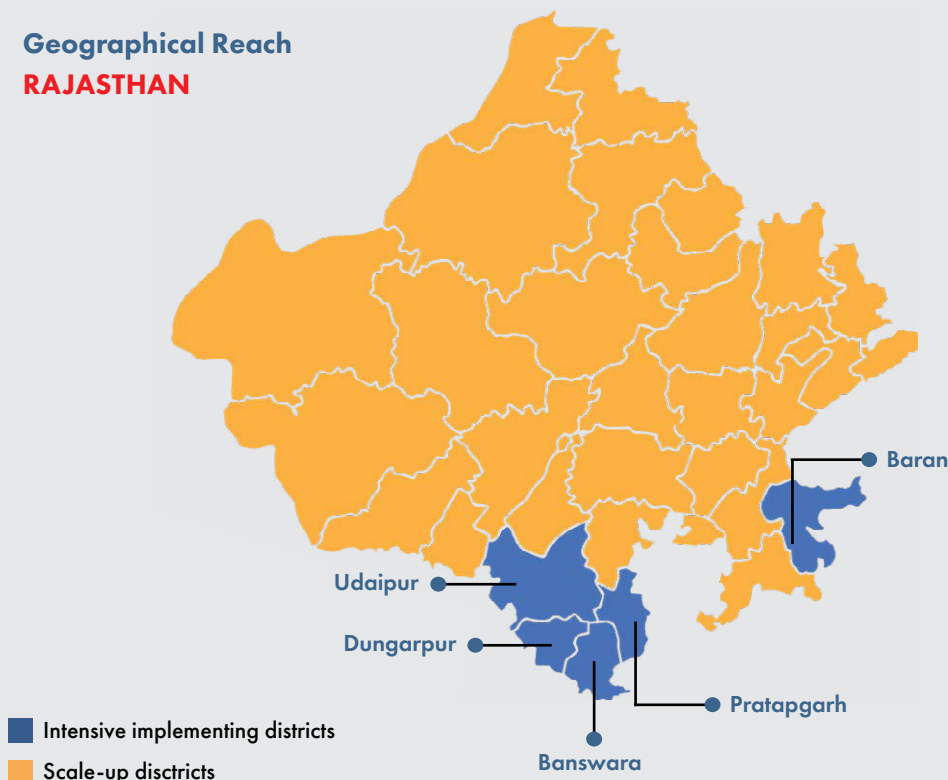 Geographical Reach
RAJASTHAN
Baran
Udaipur
Dungarpur
Pratapgarh
Banswara
Intensive implementing districts
Scale-up disctricts